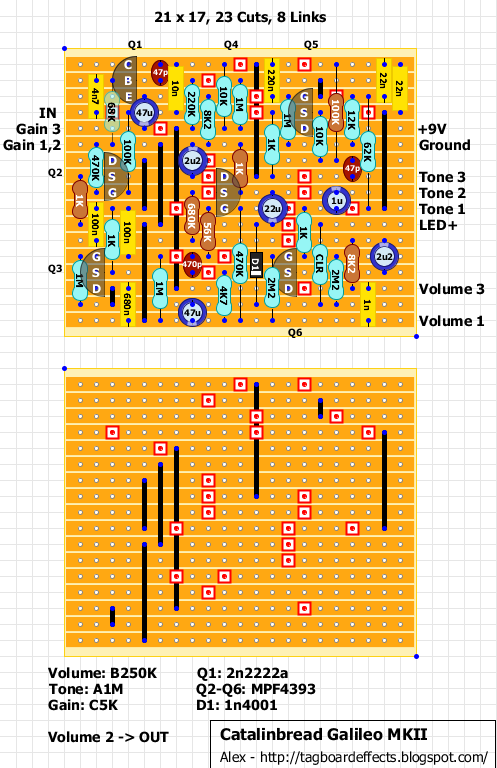 21 x 17, 23 Cuts, 8 Links
Q1
Q4
Q5
C
B
E
47p
10n
4n7
68K
47u
220K
8K2
10K
1M
220n
1M
G
S
D
10K
100K
12K
22n
22n
IN
Gain 3
Gain 1,2
+9V
Ground
100K
1K
62K
470K
D
S
G
2u2
1K
47p
Q2
D
S
G
Tone 3
Tone 2
Tone 1
LED+
1K
100n
100n
680K
56K
22u
1u
1K
1K
Q3
1M
G
S
D
470p
470K
D1
G
S
D
CLR
8K2
2u2
1M
4K7
2M2
2M2
680n
1n
47u
Volume 3
Volume 1
Q6
Volume: B250K
Tone: A1M
Gain: C5K
Q1: 2n2222a
Q2-Q6: MPF4393
D1: 1n4001
Volume 2 -> OUT
Catalinbread Galileo MKII
Alex - http://tagboardeffects.blogspot.com/